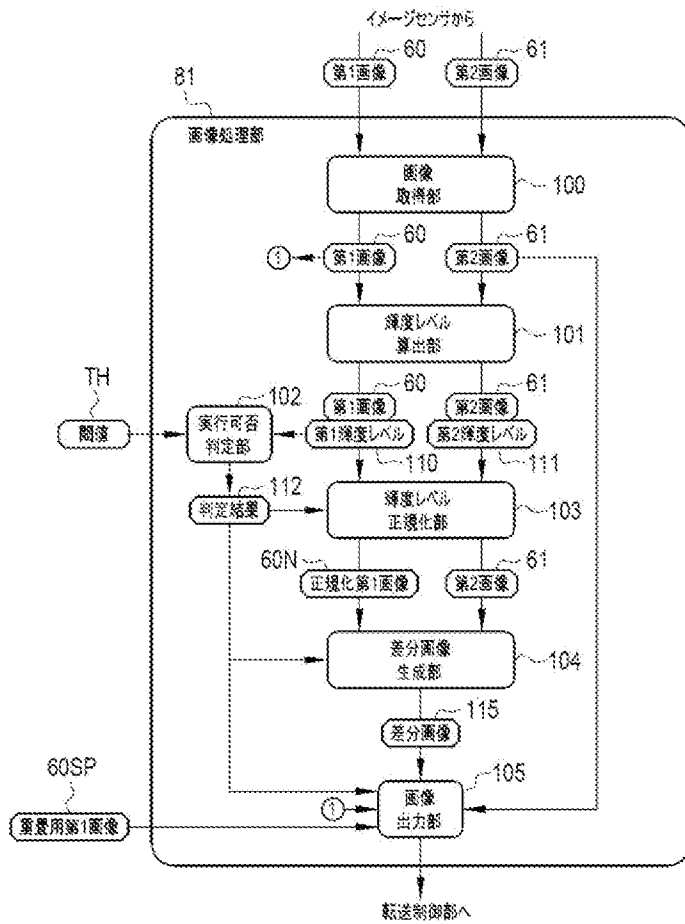 イメージセンサから
60
61
第1画像
第2画像
81
画像処理部
画像
取得部
100
60
61
①
第1画像
第2画像
輝度レベル
算出部
101
TH
102
60
61
閾値
実行可否
判定部
第1画像
第2画像
第1輝度レベル
第2輝度レベル
110
111
112
判定結果
輝度レベル
正規化部
103
60N
61
正規化第1画像
第2画像
差分画像
生成部
104
115
差分画像
60SP
105
①
画像
出力部
重畳用第1画像
転送制御部へ